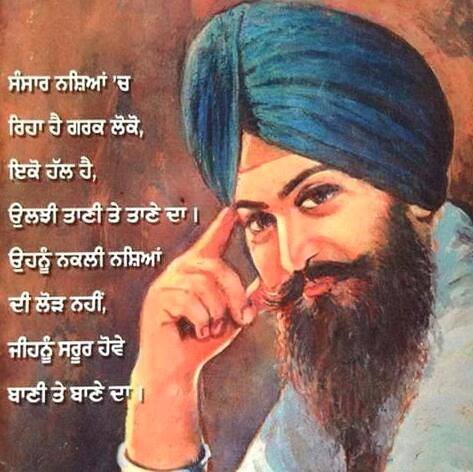 ਸੰਸਾਰ ਨਸ਼ਿਆਂ 'ਚ
ਰਿਹਾ ਹੈ ਗਰਕ ਲੋਕੋ,
ਇਕੋ ਹੱਲ ਹੈ,
ਉਲਝੀ ਤਾਣੀ ਤੇ ਤਾਣੇ ਦਾ।
ਉਹਨੂੰ ਨਕਲੀ ਨਸ਼ਿਆਂ
ਦੀ ਲੋੜ ਨਹੀਂ,
ਜੀਹਨੂੰ ਸਰੂਰ ਹੋਵੇ
ਬਾਣੀ ਤੇ ਬਾਣੇ ਦਾ।